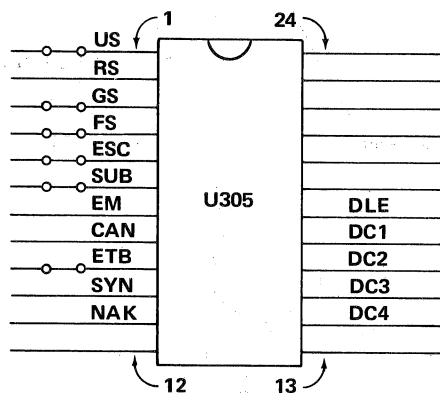 1
24
US
RS
GS
FS
ESC
SUB
EM
CAN
ETB
SYN
NAK
U305
DLE
DC1
DC2
DC3
DC4
12
13